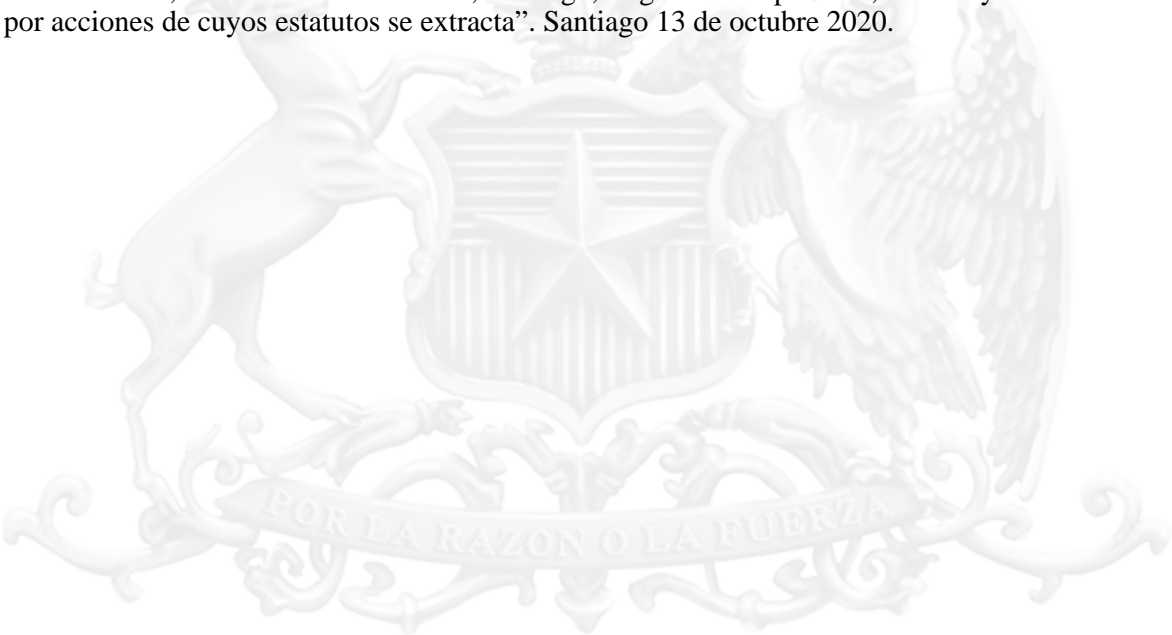 por acciones de cuyos estatutos se extracta”. Santiago 13 de octubre 2020.
POR LA RAZON O LA FUERZA